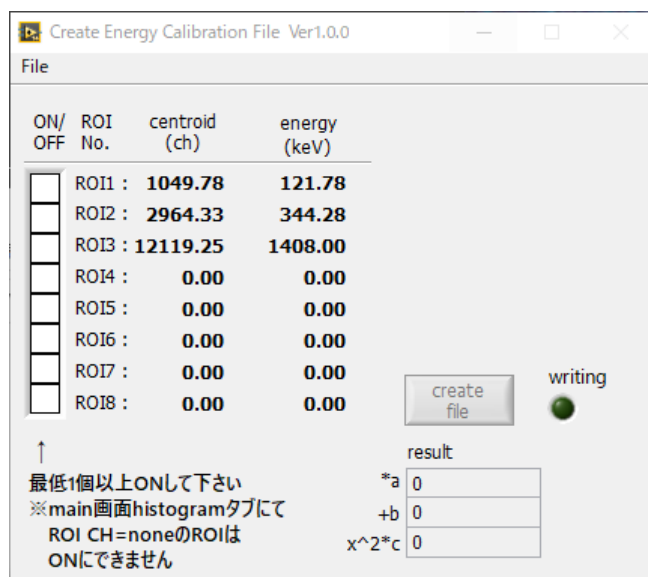 Create Energy Calibration File Ver1.0.0
File
ON/ ROI centroid energy
OFF No. (ch) (keV)
ROI1 : 1049.78 121.78
ROI2 : 2964.33 344.28
ROI3 : 12119.25 1408.00
ROI4 : 0.00 0.00
ROI5 : 0.00 0.00
ROI6 : 0.00 0.00
ROI7 : 0.00 0.00
ROI8 : 0.00 0.00
create
file
writing
↑
最低1個以上ONして下さい
※main画面histogramタブにて
ROI CH=noneのROIは
ONにできません
result
*a 0
+b 0
x^2*c 0